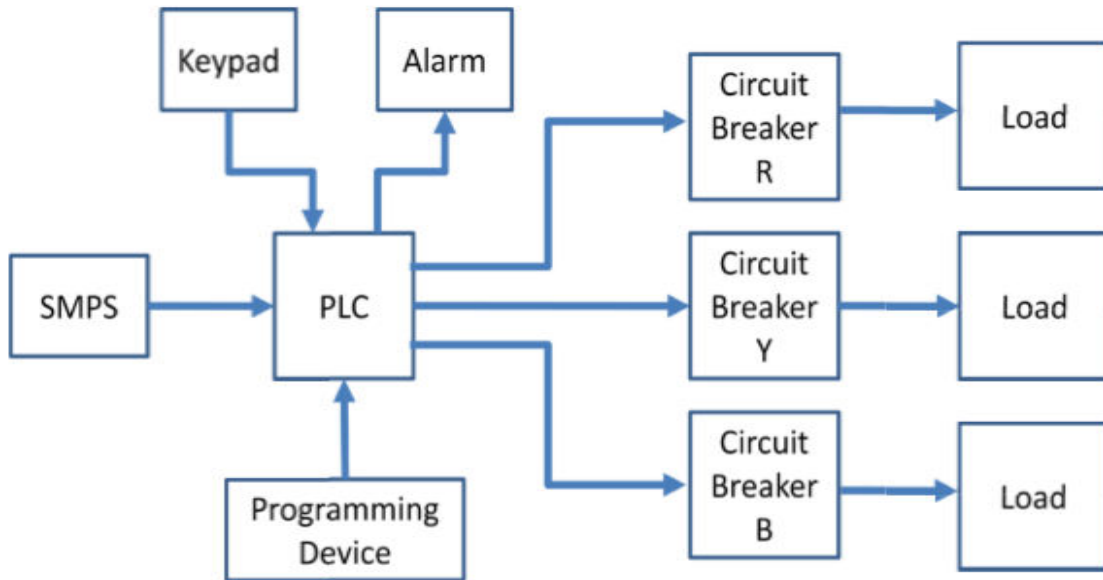 Keypad
Alarm
Circuit
Breaker
R
Load
SMPS
PLC
Circuit
Breaker
Y
Load
Programming
Device
Circuit
Breaker
B
Load